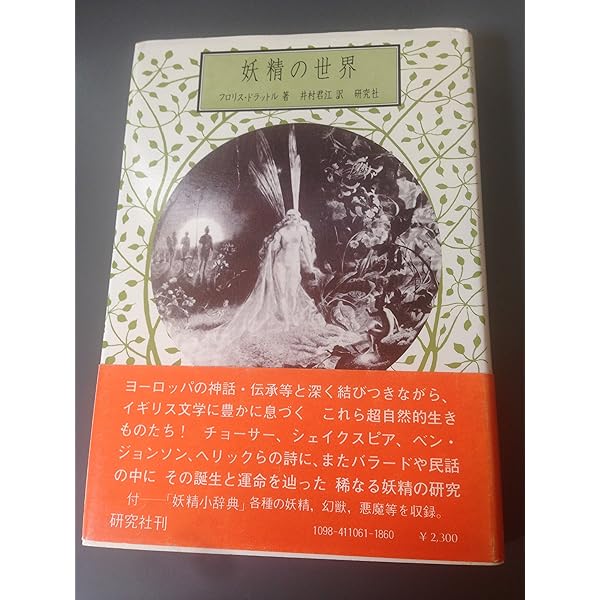 妖精の世界
フロリス・ドラットル 著 井村君江 訳 研究社
ヨーロッパの神話・伝承等と深く結びつきながら、
イギリス文学に豊かに息づく これら超自然的生き
ものたち! チョーサー、シェイクスピア、ベン・
ジョンソン、ヘリックらの詩に、またバラードや民話
の中に その誕生と運命を辿った 稀なる妖精の研究
付――「妖精小辞典」各種の妖精, 幻獣, 悪魔等を収録。
研究社刊
1098-411061-1860 ¥2,300